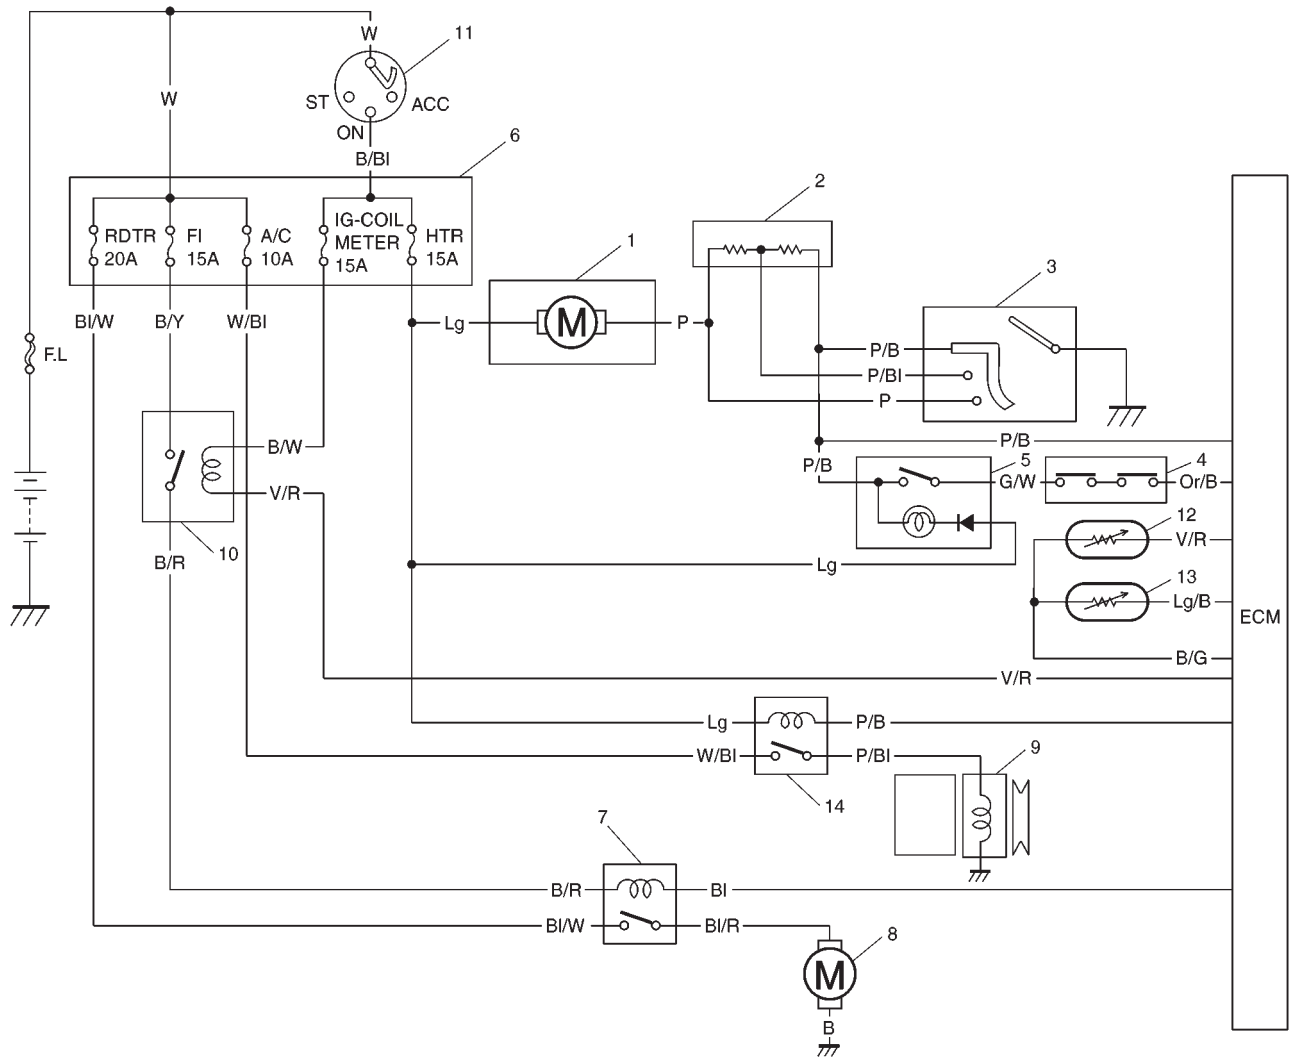 W
11
W
ST
ACC
ON
B/Bl
6
2
IG-COIL
RDTR
FI
A/C
METER
HTR
20A
15A
10A
15A
15A
1
3
Bl/W
B/Y
W/Bl
Lg
M
P
F.L
P/B
P/Bl
P
P/B
B/W
P/B
5
4
G/W
Or/B
V/R
12
10
V/R
B/R
Lg
13
Lg/B
ECM
B/G
V/R
Lg
P/B
W/Bl
P/Bl
9
14
7
B/R
Bl
Bl/W
Bl/R
8
M
B